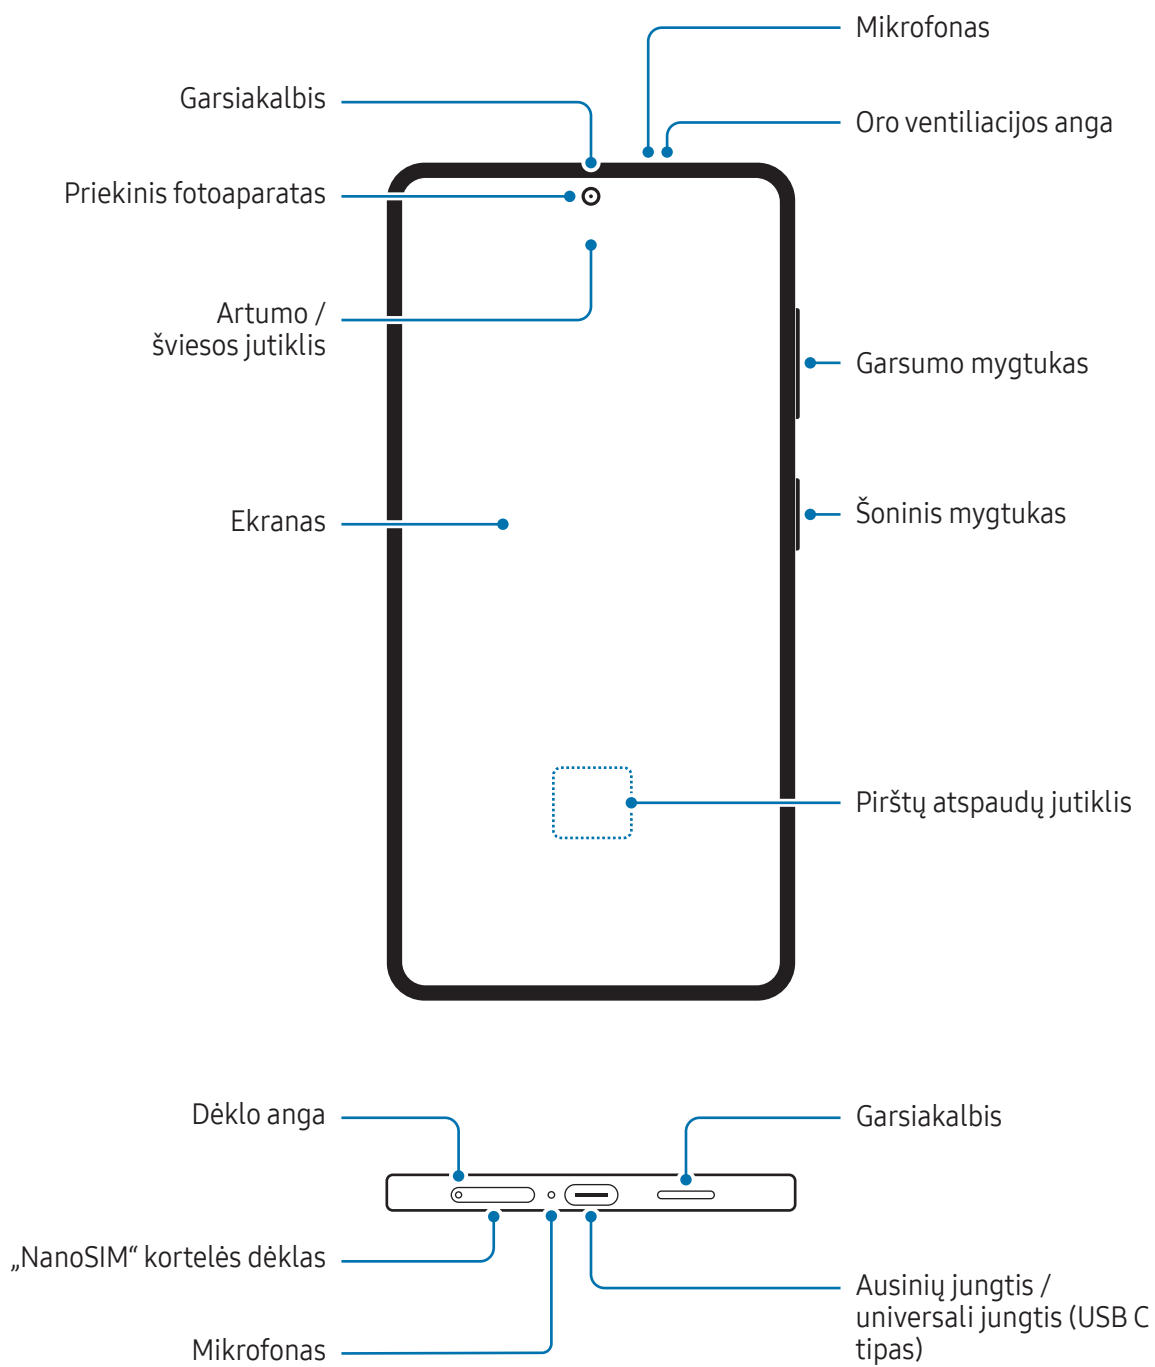 Mikrofonas
Garsiakalbis
Oro ventiliacijos anga
Priekinis fotoaparatas
Artumo /
šviesos jutiklis
Garsumo mygtukas
Ekranas
Šoninis mygtukas
Pirštų atspaudų jutiklis
Dėklo anga
Garsiakalbis
„NanoSIM“ kortelės dėklas
Ausinių jungtis /
universali jungtis (USB C
tipas)
Mikrofonas